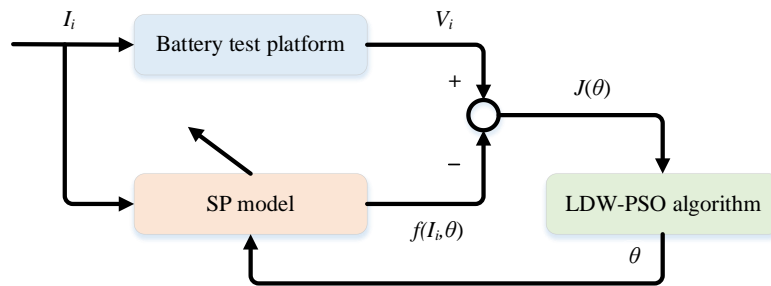 I_i
Battery test platform
V_i
+
J(θ)
−
SP model
LDW-PSO algorithm
f(I_i,θ)
θ